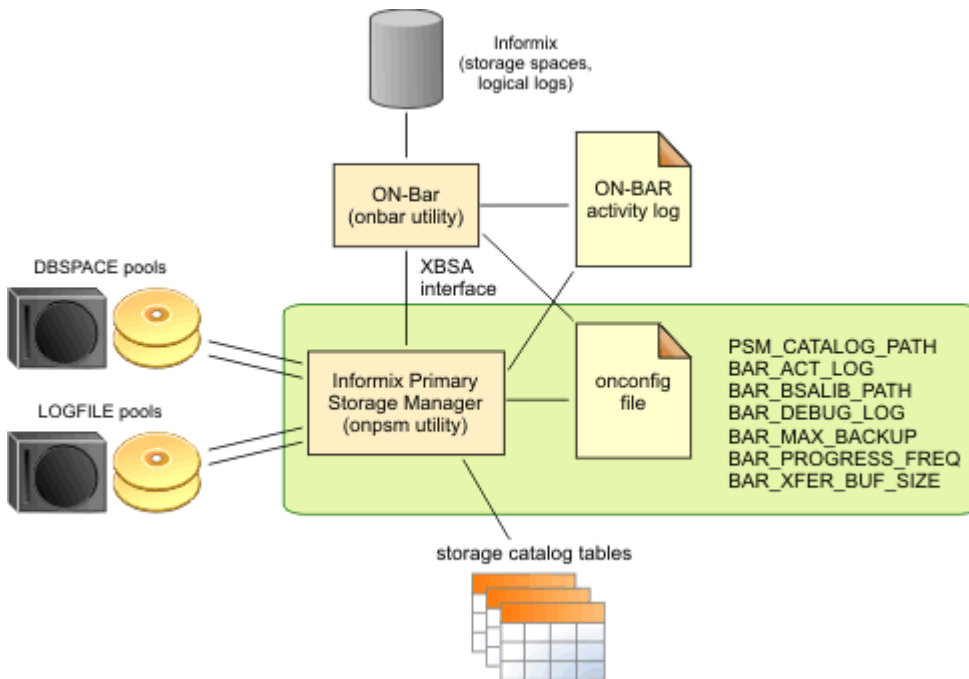 Informix
(storage spaces,
logical logs)
ON-Bar
(onbar utility)
ON-BAR
activity log
XBSA
interface
DBSPACE pools
LOGFILE pools
Informix Primary
Storage Manager
(onpsm utility)
onconfig
file
PSM_CATALOG_PATH
BAR_ACT_LOG
BAR_BSALIB_PATH
BAR_DEBUG_LOG
BAR_MAX_BACKUP
BAR_PROGRESS_FREQ
BAR_XFER_BUF_SIZE
storage catalog tables